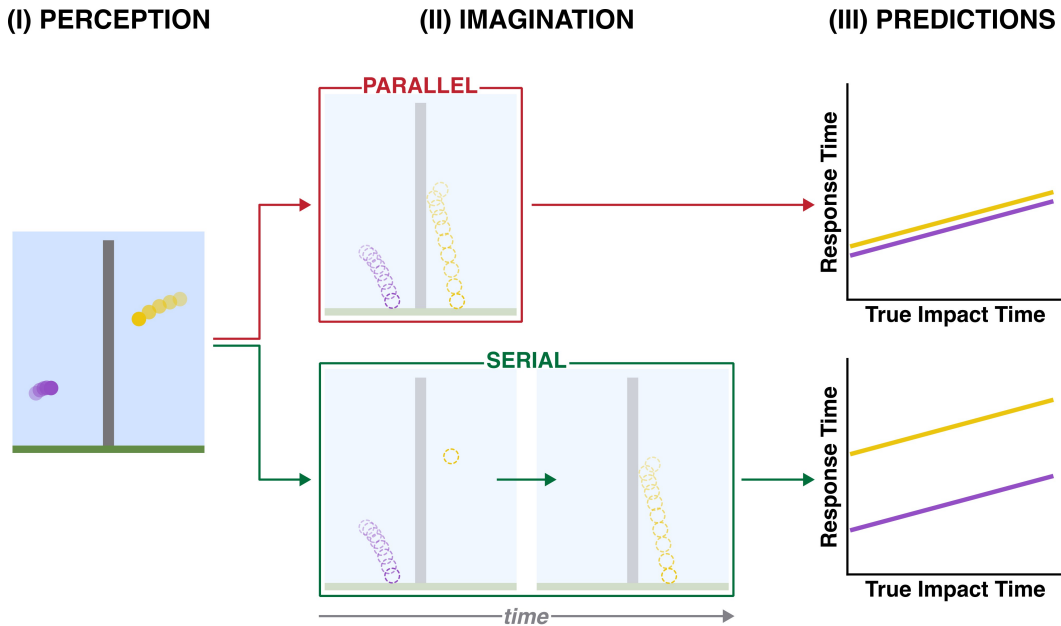 (I) PERCEPTION
(II) IMAGINATION
(III) PREDICTIONS
PARALLEL
Response Time
True Impact Time
SERIAL
Response Time
True Impact Time
time